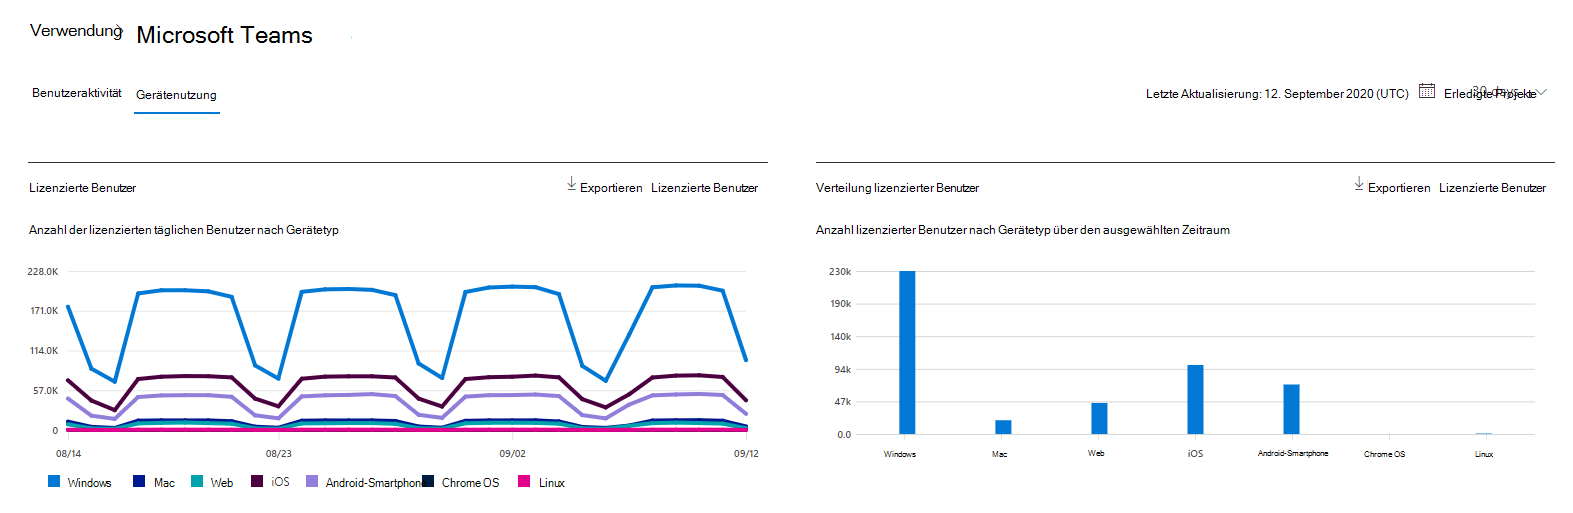 Verwendung Microsoft Teams
Benutzeraktivität Gerätenutzung
Letzte Aktualisierung: 12. September 2020 (UTC) Erledigte Projekte 30 days
Lizenzierte Benutzer Exportieren Lizenzierte Benutzer
Anzahl der lizenzierten täglichen Benutzer nach Gerätetyp
228.0K
171.0K
114.0K
57.0K
0
08/14 08/23 09/02 09/12
Windows Mac Web iOS Android-Smartphone Chrome OS Linux
Verteilung lizenzierter Benutzer Exportieren Lizenzierte Benutzer
Anzahl lizenzierter Benutzer nach Gerätetyp über den ausgewählten Zeitraum
230k
190k
140k
94k
47k
0.0
Windows Mac Web iOS Android-Smartphone Chrome OS Linux